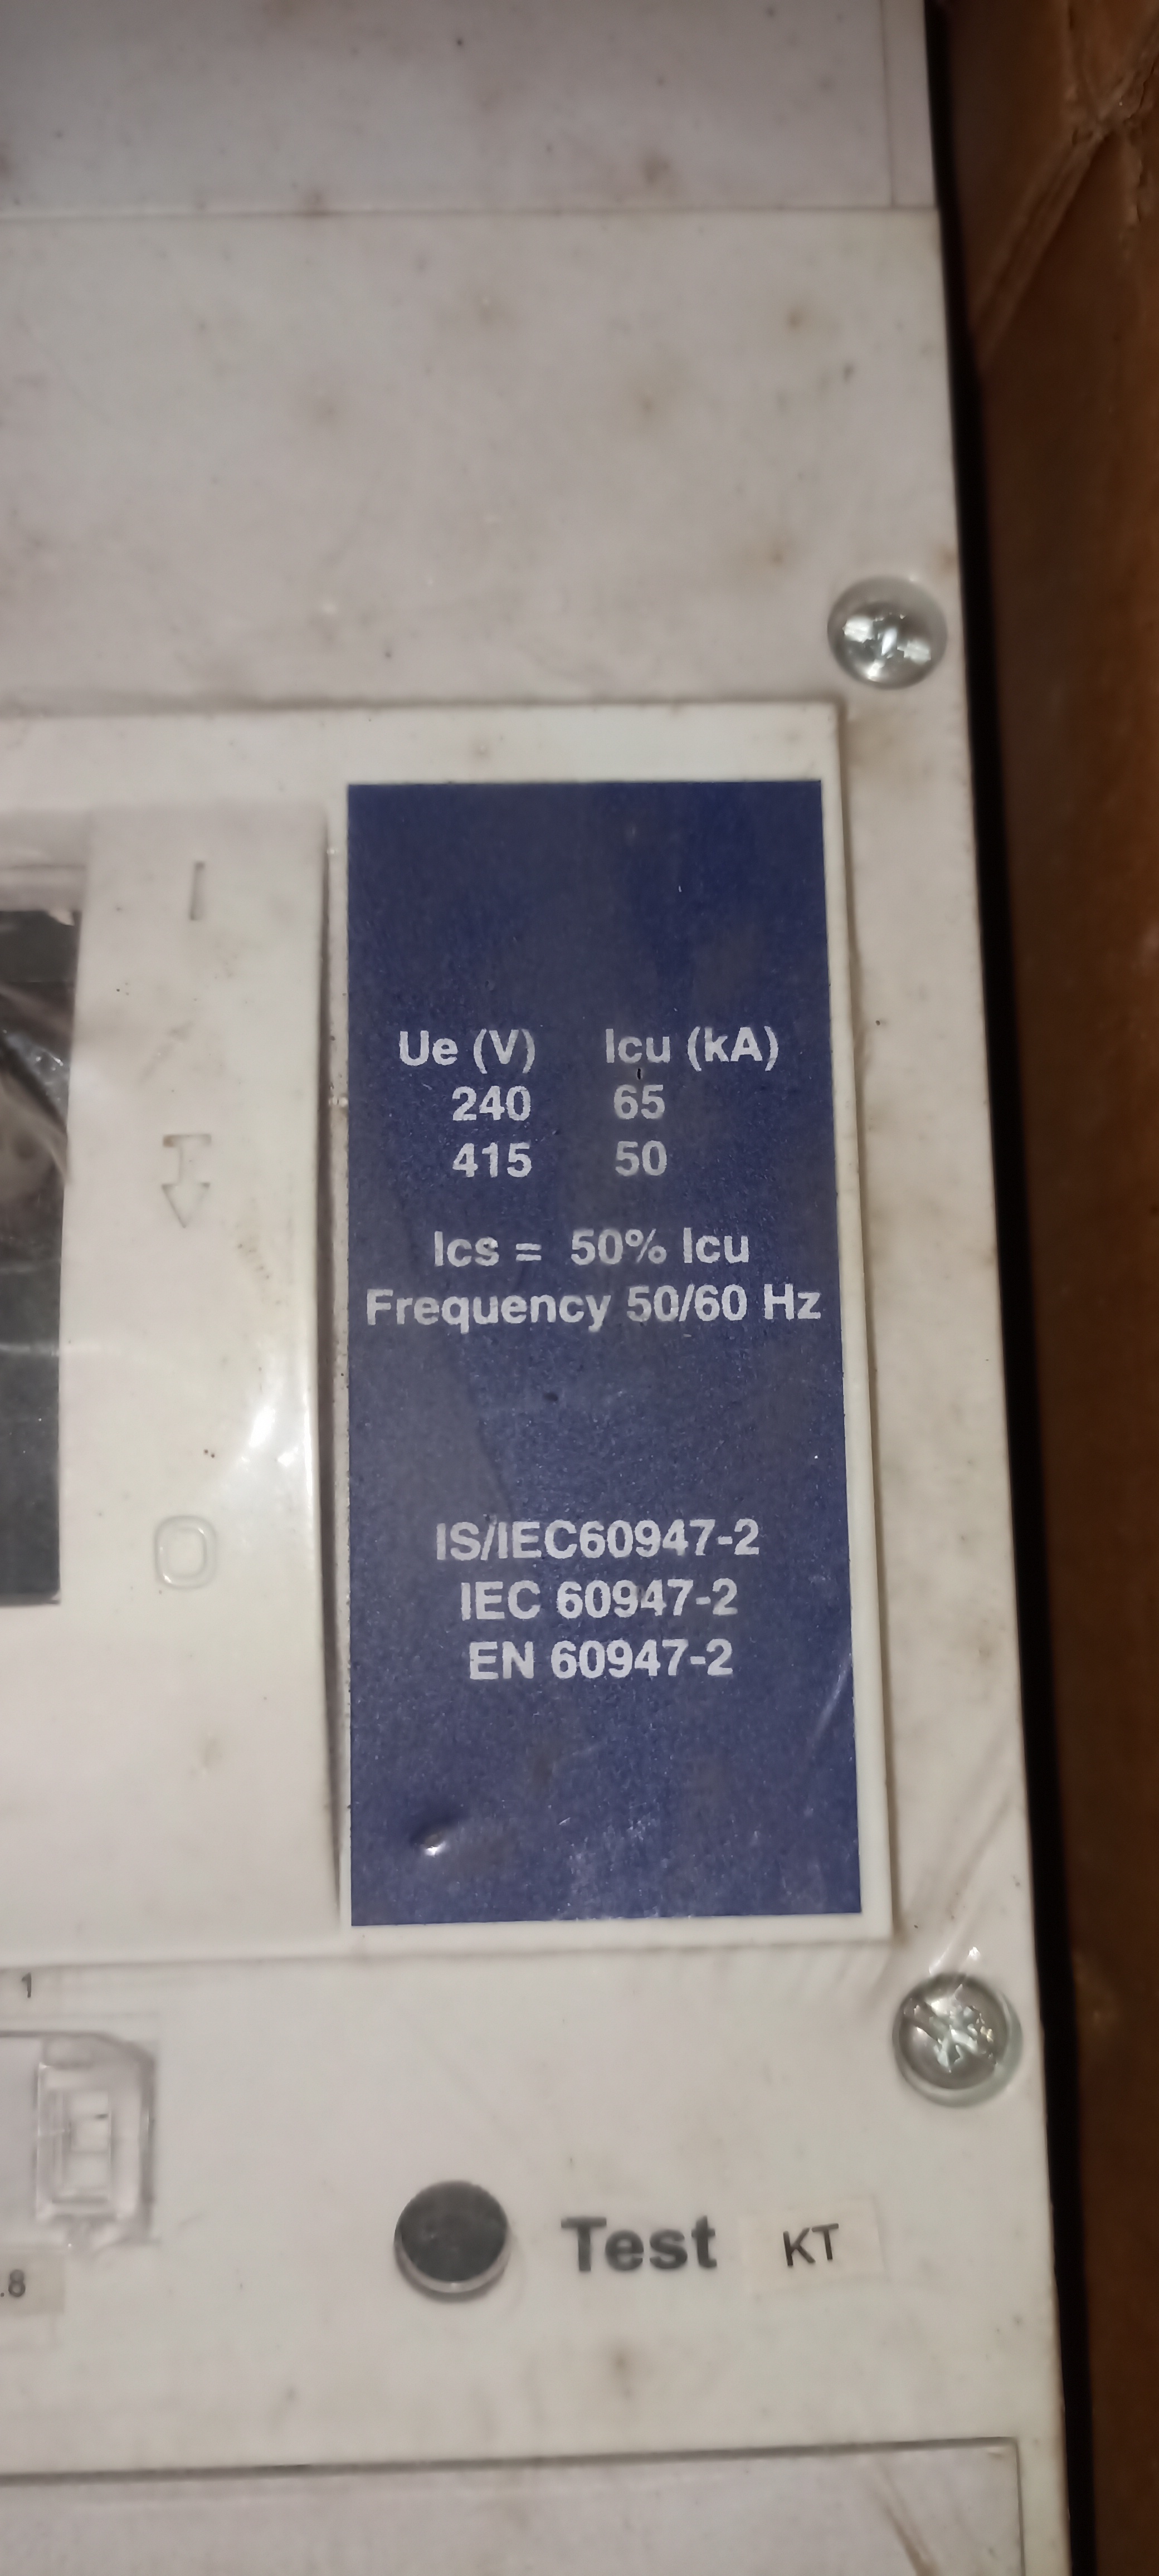 I
Ue (V) Icu (kA)
240 65
415 50
Ics = 50% Icu
Frequency 50/60 Hz
O
IS/IEC60947-2
IEC 60947-2
EN 60947-2
1
Test KT
.8